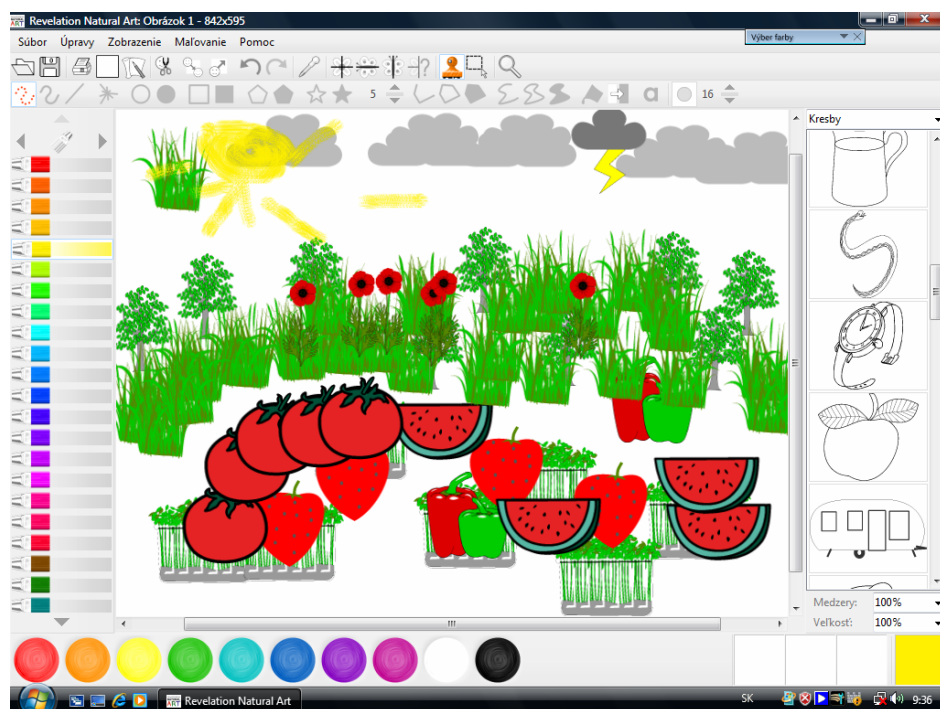 Revelation Natural Art: Obrázok 1 - 842x595
Súbor Úpravy Zobrazenie Maľovanie Pomoc
Výber farby
5
16
Kresby
Medzery: 100%
Veľkosť: 100%
Revelation Natural Art
SK
9:36